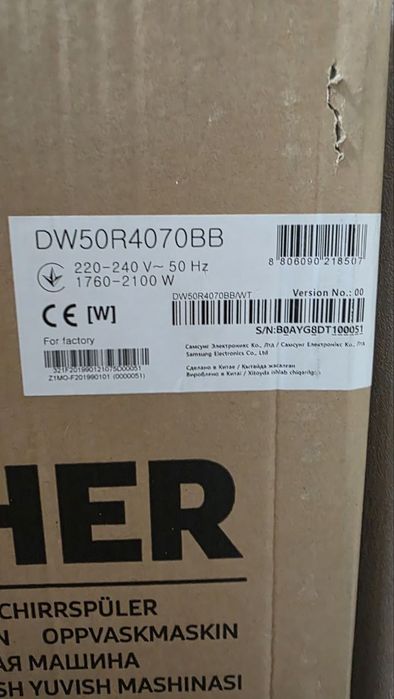 DW50R4070BB
220-240 V~ 50 Hz
1760-2100 W
8 806090 218507
DW50R4070BB/WT
Version No.: 00
CE [W]
S/N:B0AYG8DT100051
For factory
321F201990121075D00051
Z1MO-F201990101 (0000051)
Самсунг Электроникс Ко., Лтд / Самсунг Електронікс Ко., ЛТД
Samsung Electronics Co., Ltd
Сделано в Китае / Қытайда жасалған
Вироблено в Китаї / Xitoyda ishlab chiqarilgan
HER
CHIRRSPÜLER
N OPPVASKMASKIN
АЯ МАШИНА
SH YUVISH MASHINASI